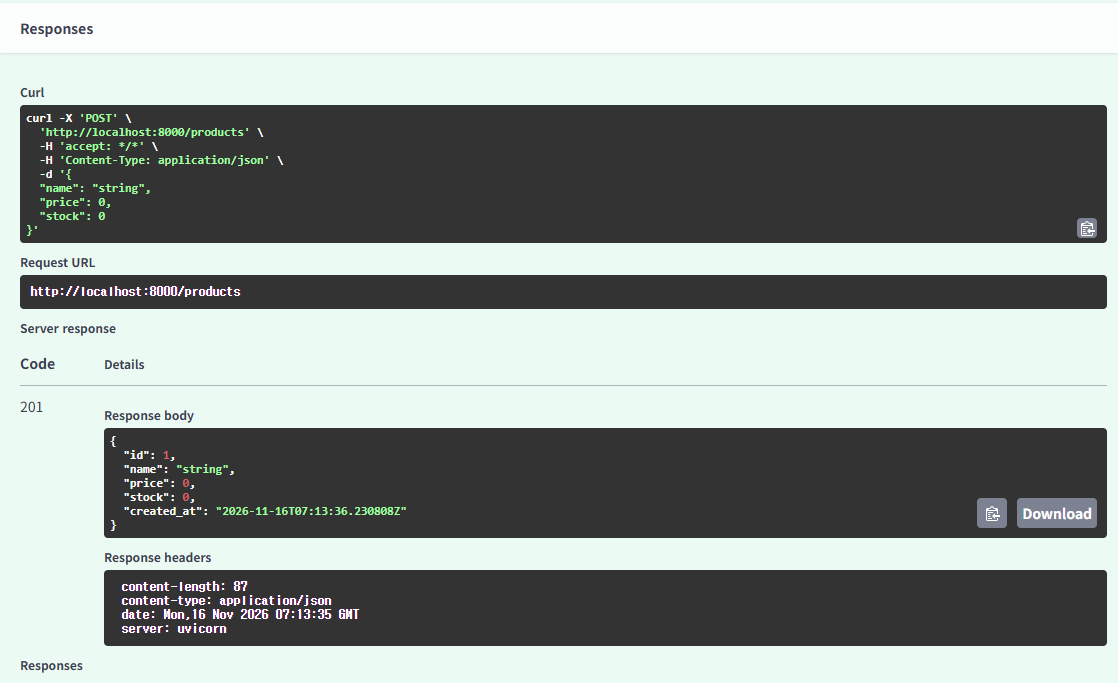 Responses
Curl
curl -X 'POST' \
  'http://localhost:8000/products' \
  -H 'accept: */*' \
  -H 'Content-Type: application/json' \
  -d '{
  "name": "string",
  "price": 0,
  "stock": 0
}'
Request URL
http://localhost:8000/products
Server response
Code Details
201
Response body
{
  "id": 1,
  "name": "string",
  "price": 0,
  "stock": 0,
  "created_at": "2026-11-16T07:13:36.230808Z"
}
Download
Response headers
content-length: 87
content-type: application/json
date: Mon,16 Nov 2026 07:13:35 GMT
server: uvicorn
Responses